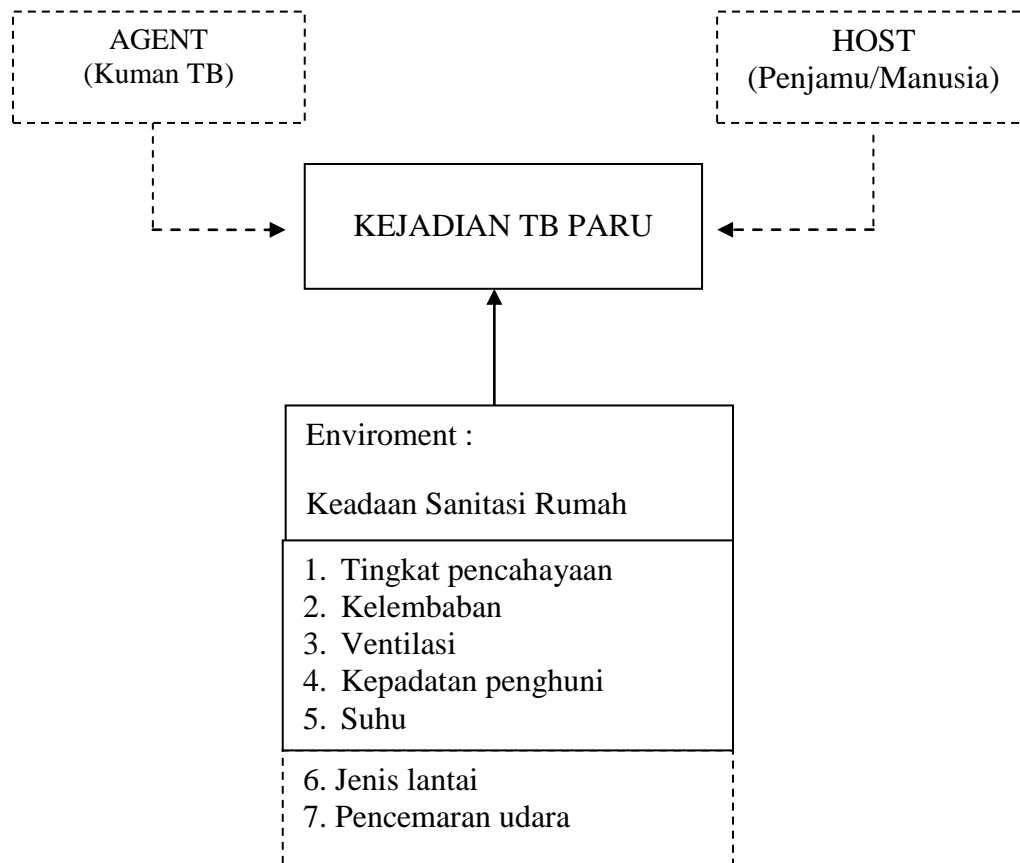 AGENT
(Kuman TB)
HOST
(Penjamu/Manusia)
KEJADIAN TB PARU
Enviroment :
Keadaan Sanitasi Rumah
1. Tingkat pencahayaan
2. Kelembaban
3. Ventilasi
4. Kepadatan penghuni
5. Suhu
6. Jenis lantai
7. Pencemaran udara